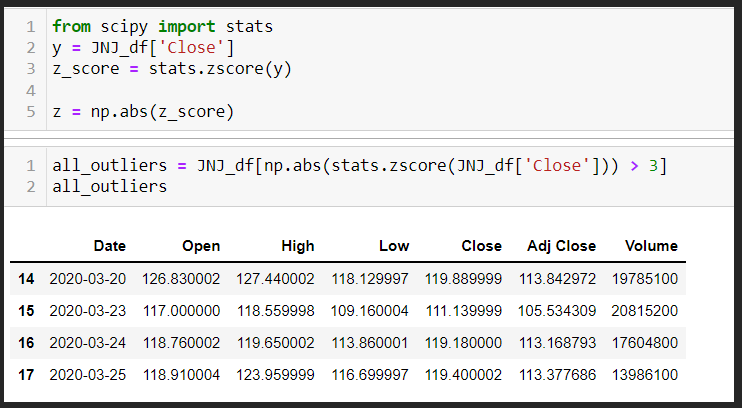 1 from scipy import stats
2 y = JNJ_df['Close']
3 z_score = stats.zscore(y)
4
5 z = np.abs(z_score)
1 all_outliers = JNJ_df[np.abs(stats.zscore(JNJ_df['Close'])) > 3]
2 all_outliers
Date Open High Low Close Adj Close Volume
14 2020-03-20 126.830002 127.440002 118.129997 119.889999 113.842972 19785100
15 2020-03-23 117.000000 118.559998 109.160004 111.139999 105.534309 20815200
16 2020-03-24 118.760002 119.650002 113.860001 119.180000 113.168793 17604800
17 2020-03-25 118.910004 123.959999 116.699997 119.400002 113.377686 13986100